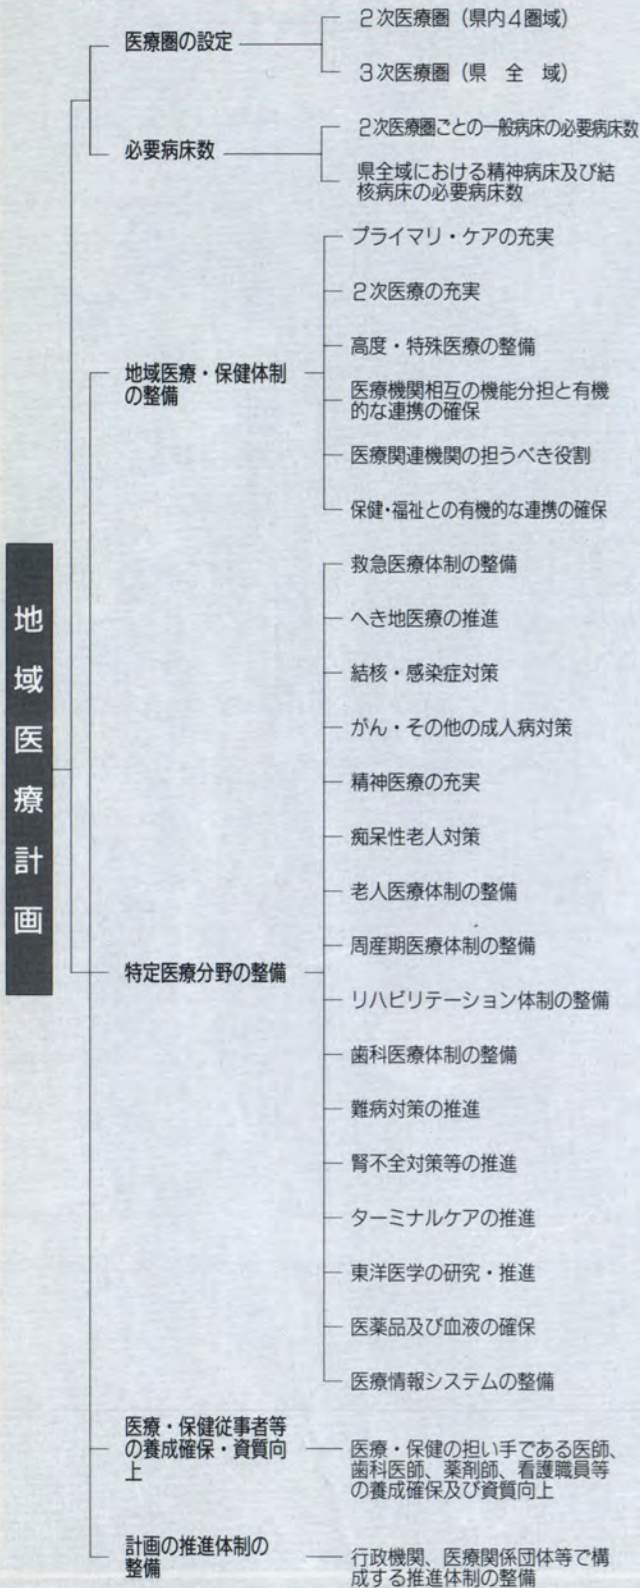 地域医療計画
医療圏の設定
2次医療圏（県内4圏域）
3次医療圏（県　全　域）
必要病床数
2次医療圏ごとの一般病床の必要病床数
県全域における精神病床及び結
核病床の必要病床数
地域医療・保健体制
の整備
プライマリ・ケアの充実
2次医療の充実
高度・特殊医療の整備
医療機関相互の機能分担と有機
的な連携の確保
医療関連機関の担うべき役割
保健・福祉との有機的な連携の確保
特定医療分野の整備
救急医療体制の整備
へき地医療の推進
結核・感染症対策
がん・その他の成人病対策
精神医療の充実
痴呆性老人対策
老人医療体制の整備
周産期医療体制の整備
リハビリテーション体制の整備
歯科医療体制の整備
難病対策の推進
腎不全対策等の推進
ターミナルケアの推進
東洋医学の研究・推進
医薬品及び血液の確保
医療情報システムの整備
医療・保健従事者等
の養成確保・資質向
上
医療・保健の担い手である医師、
歯科医師、薬剤師、看護職員等
の養成確保及び資質向上
計画の推進体制の
整備
行政機関、医療関係団体等で構
成する推進体制の整備